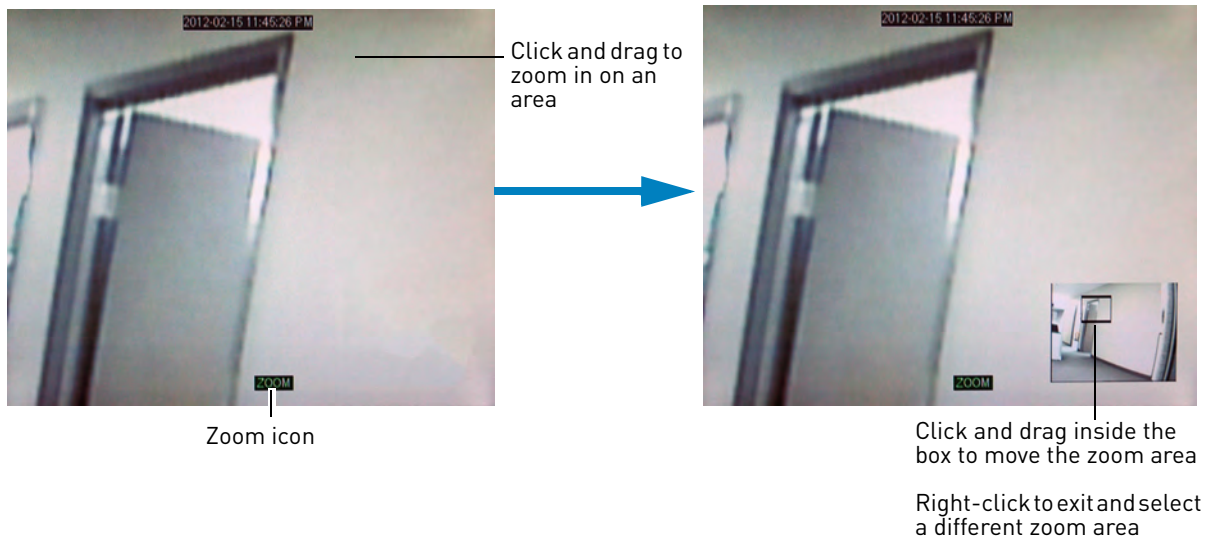 2012-02-15 11:45:26 PM
Click and drag to
zoom in on an
area
ZOOM
Zoom icon
2012-02-15 11:45:26 PM
ZOOM
Click and drag inside the
box to move the zoom area
Right-click to exit and select
a different zoom area